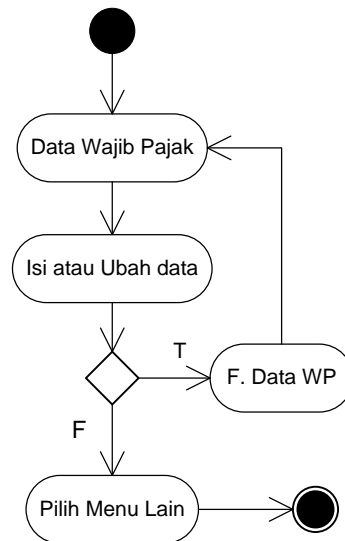 Data Wajib Pajak
Isi atau Ubah data
T
F. Data WP
F
Pilih Menu Lain